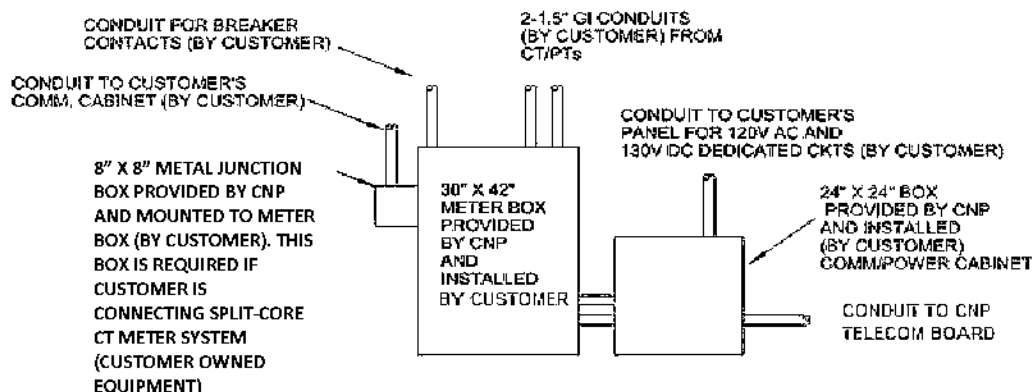 CONDUIT FOR BREAKER
CONTACTS (BY CUSTOMER)
2-1.5" GI CONDUITS
(BY CUSTOMER) FROM
CT/PTs
CONDUIT TO CUSTOMER'S
COMM. CABINET (BY CUSTOMER)
CONDUIT TO CUSTOMER'S
PANEL FOR 120V AC AND
130V DC DEDICATED CKTS (BY CUSTOMER)
8" X 8" METAL JUNCTION
BOX PROVIDED BY CNP
AND MOUNTED TO METER
BOX (BY CUSTOMER). THIS
BOX IS REQUIRED IF
CUSTOMER IS
CONNECTING SPLIT-CORE
CT METER SYSTEM
(CUSTOMER OWNED
EQUIPMENT)
30" X 42"
METER BOX
PROVIDED
BY CNP
AND
INSTALLED
BY CUSTOMER
24" X 24" BOX
PROVIDED BY CNP
AND INSTALLED
(BY CUSTOMER)
COMM/POWER CABINET
CONDUIT TO CNP
TELECOM BOARD